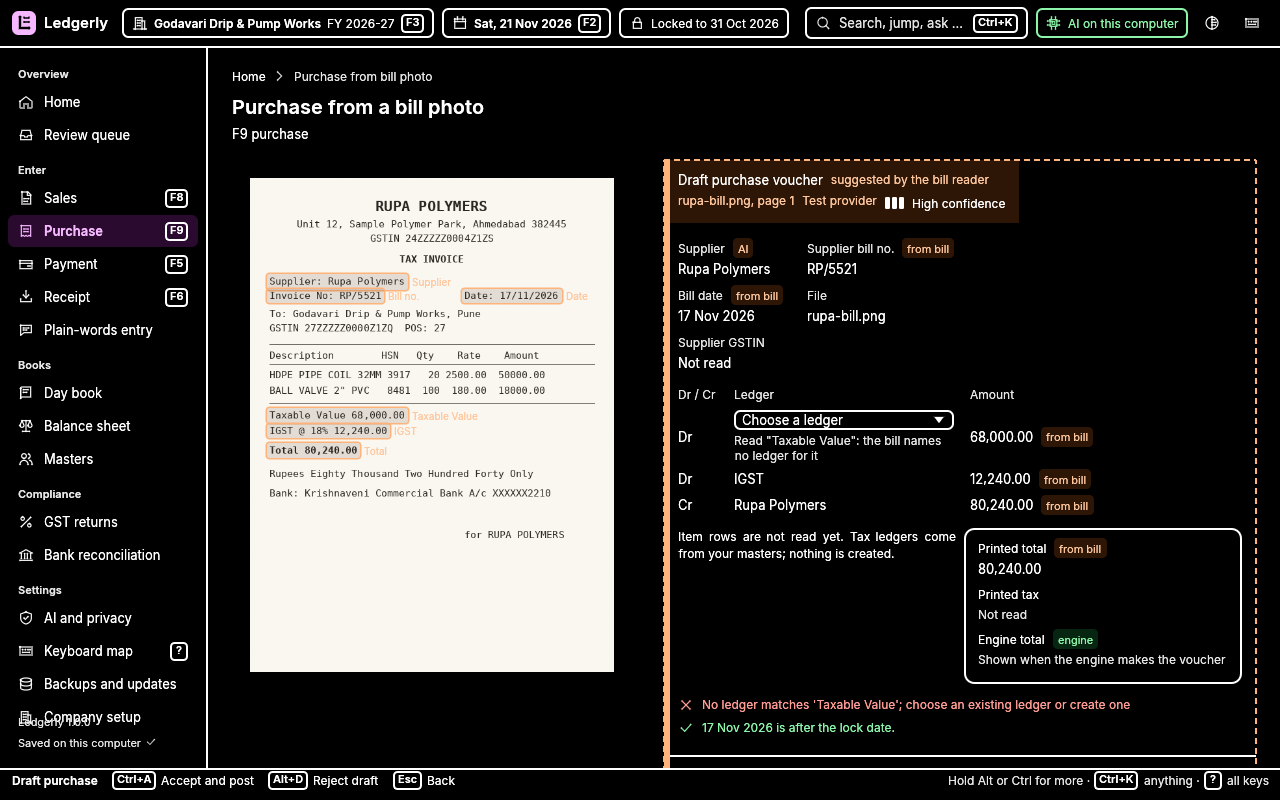 Ledgerly
Godavari Drip & Pump Works FY 2026-27 F3
Sat, 21 Nov 2026 F2
Locked to 31 Oct 2026
Search, jump, ask ... Ctrl+K
AI on this computer
Overview
Home
Review queue
Enter
Sales F8
Purchase F9
Payment F5
Receipt F6
Plain-words entry
Books
Day book
Balance sheet
Masters
Compliance
GST returns
Bank reconciliation
Settings
AI and privacy
Keyboard map ?
Backups and updates
Company setup
Ledgerly 1.0.0
Saved on this computer
Home > Purchase from bill photo
Purchase from a bill photo
F9 purchase
RUPA POLYMERS
Unit 12, Sample Polymer Park, Ahmedabad 382445
GSTIN 24ZZZZZ0004Z1ZS
TAX INVOICE
Supplier: Rupa Polymers Supplier
Invoice No: RP/5521 Bill no. Date: 17/11/2026 Date
To: Godavari Drip & Pump Works, Pune
GSTIN 27ZZZZZ0000Z1ZQ POS: 27
Description HSN Qty Rate Amount
HDPE PIPE COIL 32MM 3917 20 2500.00 50000.00
BALL VALVE 2" PVC 8481 100 180.00 18000.00
Taxable Value 68,000.00 Taxable Value
IGST @ 18% 12,240.00 IGST
Total 80,240.00 Total
Rupees Eighty Thousand Two Hundred Forty Only
Bank: Krishnaveni Commercial Bank A/c XXXXXX2210
for RUPA POLYMERS
Draft purchase voucher suggested by the bill reader
rupa-bill.png, page 1 Test provider High confidence
Supplier AI Supplier bill no. from bill
Rupa Polymers RP/5521
Bill date from bill File
17 Nov 2026 rupa-bill.png
Supplier GSTIN
Not read
Dr / Cr Ledger Amount
Choose a ledger
Dr Read "Taxable Value": the bill names no ledger for it 68,000.00 from bill
Dr IGST 12,240.00 from bill
Cr Rupa Polymers 80,240.00 from bill
Item rows are not read yet. Tax ledgers come
from your masters; nothing is created.
Printed total from bill
80,240.00
Printed tax
Not read
Engine total engine
Shown when the engine makes the voucher
No ledger matches 'Taxable Value'; choose an existing ledger or create one
17 Nov 2026 is after the lock date.
Draft purchase Ctrl+A Accept and post Alt+D Reject draft Esc Back
Hold Alt or Ctrl for more · Ctrl+K anything · ? all keys